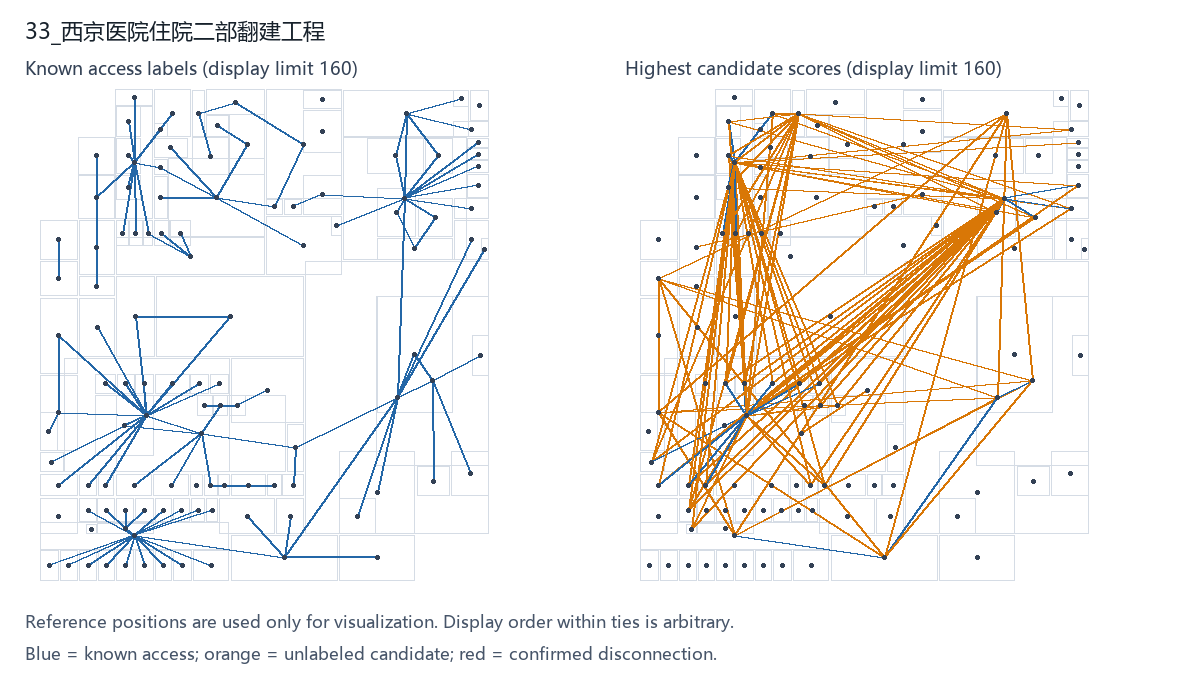 33_西京医院住院二部翻建工程
Known access labels (display limit 160)
Highest candidate scores (display limit 160)
Reference positions are used only for visualization. Display order within ties is arbitrary.
Blue = known access; orange = unlabeled candidate; red = confirmed disconnection.